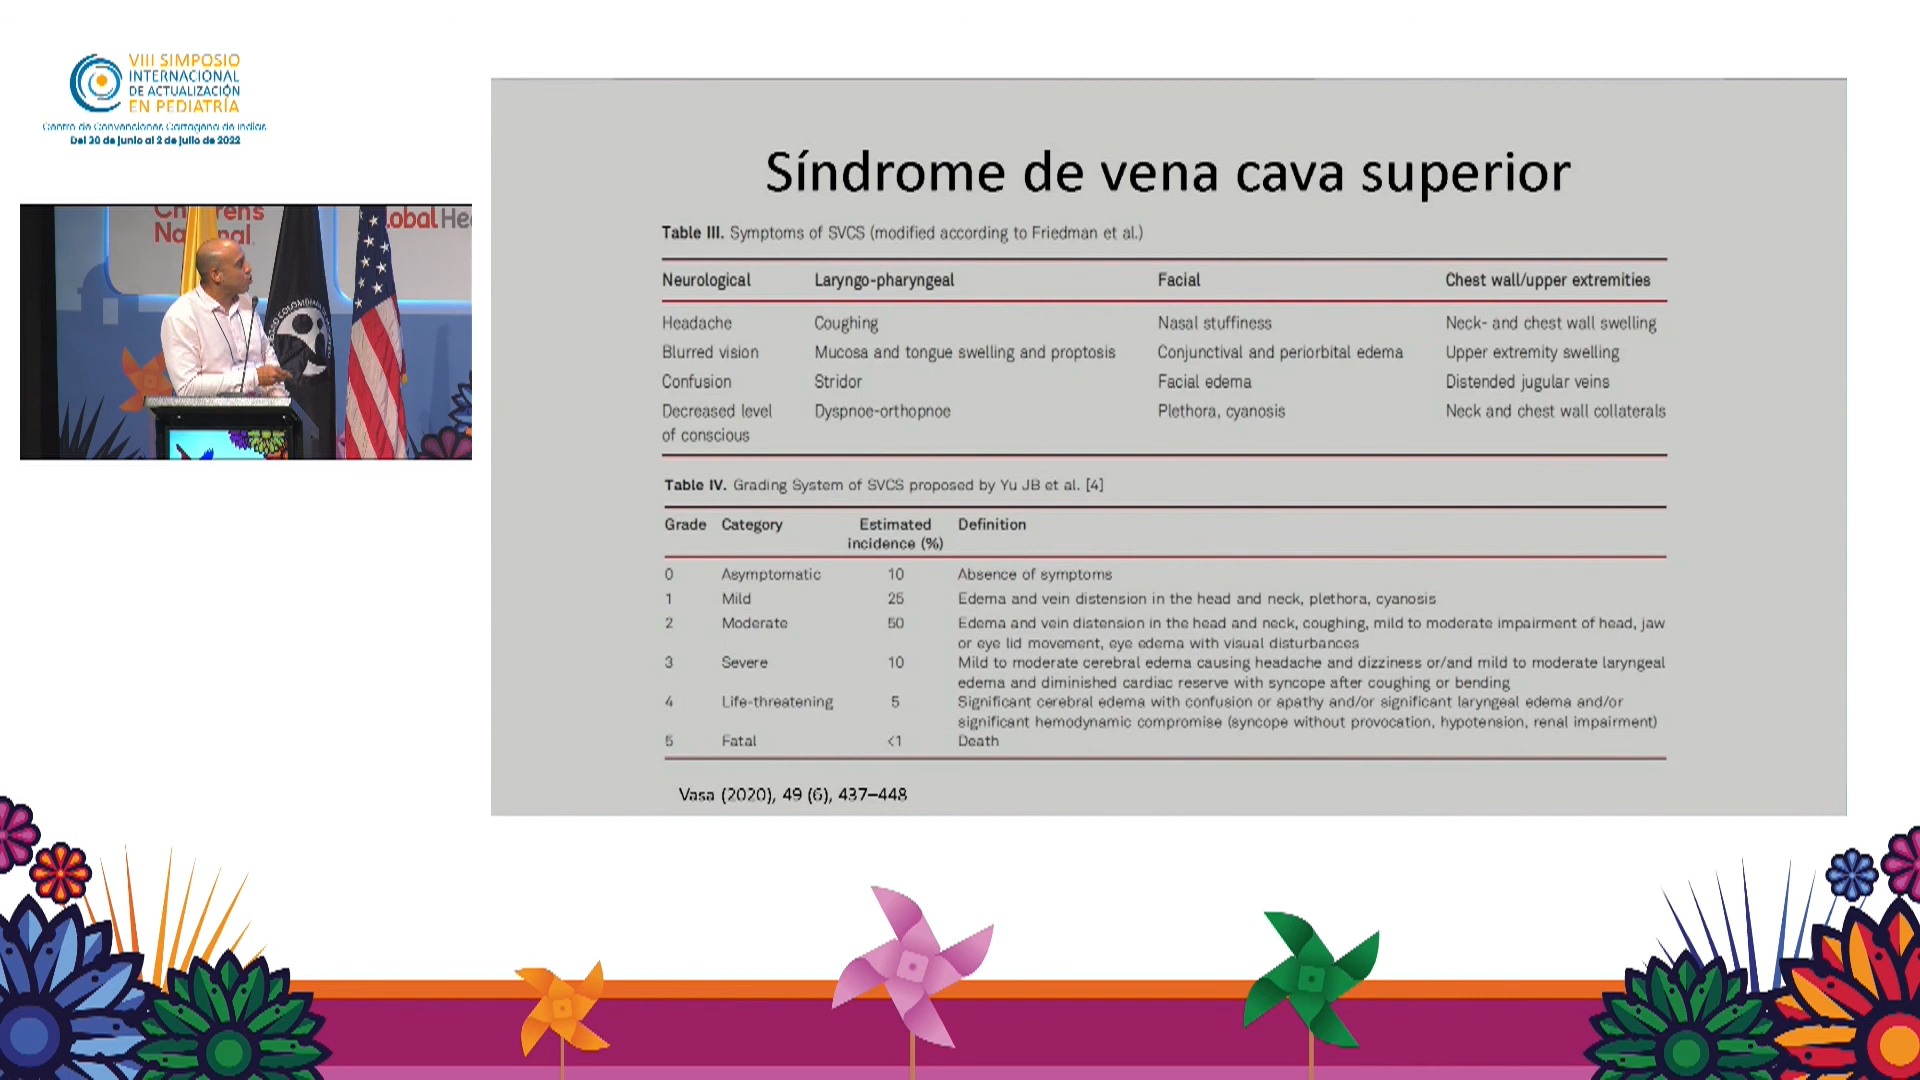 VIII SIMPOSIO
INTERNACIONAL
DE ACTUALIZACIÓN
EN PEDIATRÍA
Centro de Convenciones Cartagena de Indias
Del 30 de junio al 2 de julio de 2022
Síndrome de vena cava superior
Table III. Symptoms of SVCS (modified according to Friedman et al.)
Neurological Laryngo-pharyngeal Facial Chest wall/upper extremities
Headache Coughing Nasal stuffiness Neck- and chest wall swelling
Blurred vision Mucosa and tongue swelling and proptosis Conjunctival and periorbital edema Upper extremity swelling
Confusion Stridor Facial edema Distended jugular veins
Decreased level Dyspnoe-orthopnoe Plethora, cyanosis Neck and chest wall collaterals
of conscious
Table IV. Grading System of SVCS proposed by Yu JB et al. [4]
Grade Category Estimated Definition
incidence (%)
0 Asymptomatic 10 Absence of symptoms
1 Mild 25 Edema and vein distension in the head and neck, plethora, cyanosis
2 Moderate 50 Edema and vein distension in the head and neck, coughing, mild to moderate impairment of head, jaw
or eye lid movement, eye edema with visual disturbances
3 Severe 10 Mild to moderate cerebral edema causing headache and dizziness or/and mild to moderate laryngeal
edema and diminished cardiac reserve with syncope after coughing or bending
4 Life-threatening 5 Significant cerebral edema with confusion or apathy and/or significant laryngeal edema and/or
significant hemodynamic compromise (syncope without provocation, hypotension, renal impairment)
5 Fatal <1 Death
Vasa (2020), 49 (6), 437–448